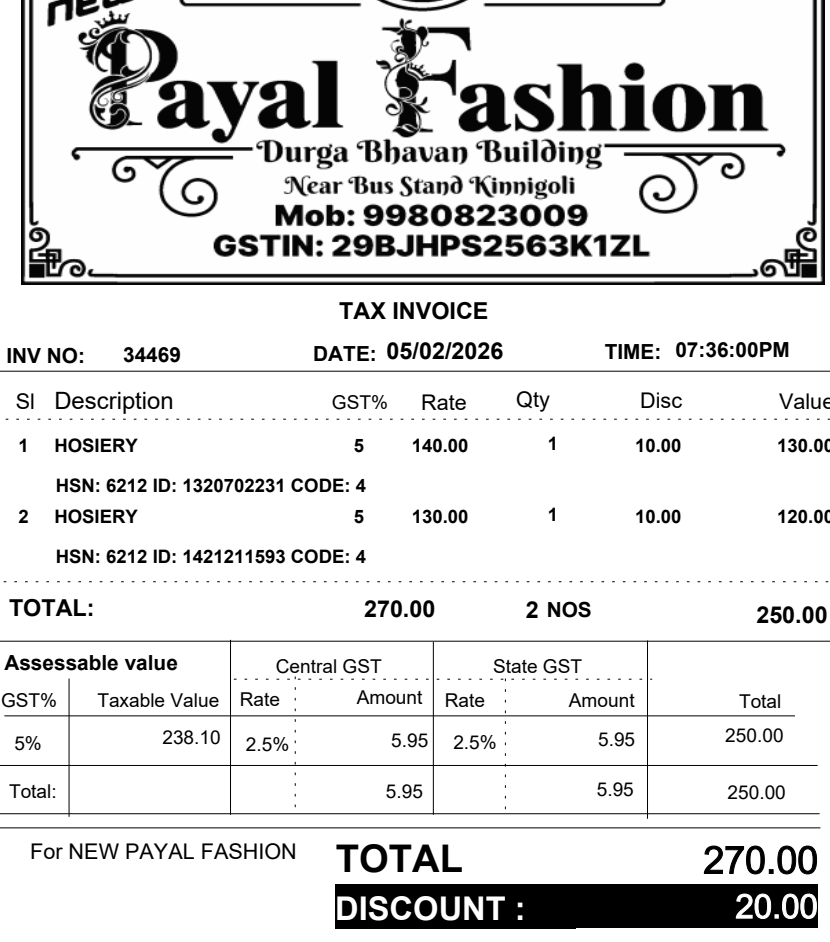 new
Payal Fashion
Durga Bhavan Building
Near Bus Stand Kinnigoli
Mob: 9980823009
GSTIN: 29BJHPS2563K1ZL
TAX INVOICE
INV NO: 34469 DATE: 05/02/2026 TIME: 07:36:00PM
Sl Description GST% Rate Qty Disc Value
1 HOSIERY 5 140.00 1 10.00 130.00
HSN: 6212 ID: 1320702231 CODE: 4
2 HOSIERY 5 130.00 1 10.00 120.00
HSN: 6212 ID: 1421211593 CODE: 4
TOTAL: 270.00 2 NOS 250.00
Assessable value Central GST State GST
GST% Taxable Value Rate Amount Rate Amount Total
5% 238.10 2.5% 5.95 2.5% 5.95 250.00
Total: 5.95 5.95 250.00
For NEW PAYAL FASHION TOTAL 270.00
DISCOUNT : 20.00